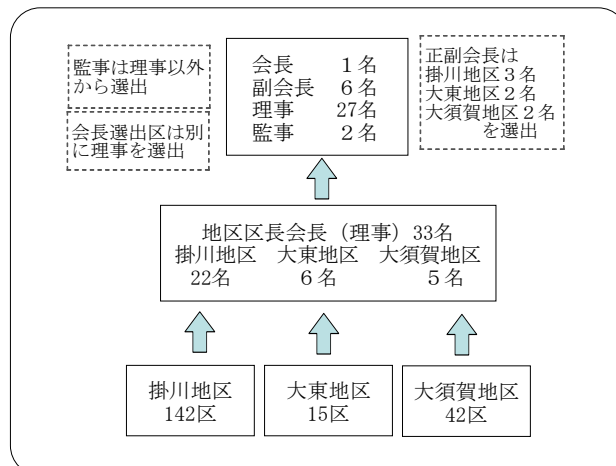 監事は理事以外
から選出
会長選出区は別
に理事を選出
会長 1名
副会長 6名
理事 27名
監事 2名
正副会長は
掛川地区3名
大東地区2名
大須賀地区2名
を選出
地区区長会長(理事)33名
掛川地区 大東地区 大須賀地区
22名 6名 5名
掛川地区
142区
大東地区
15区
大須賀地区
42区